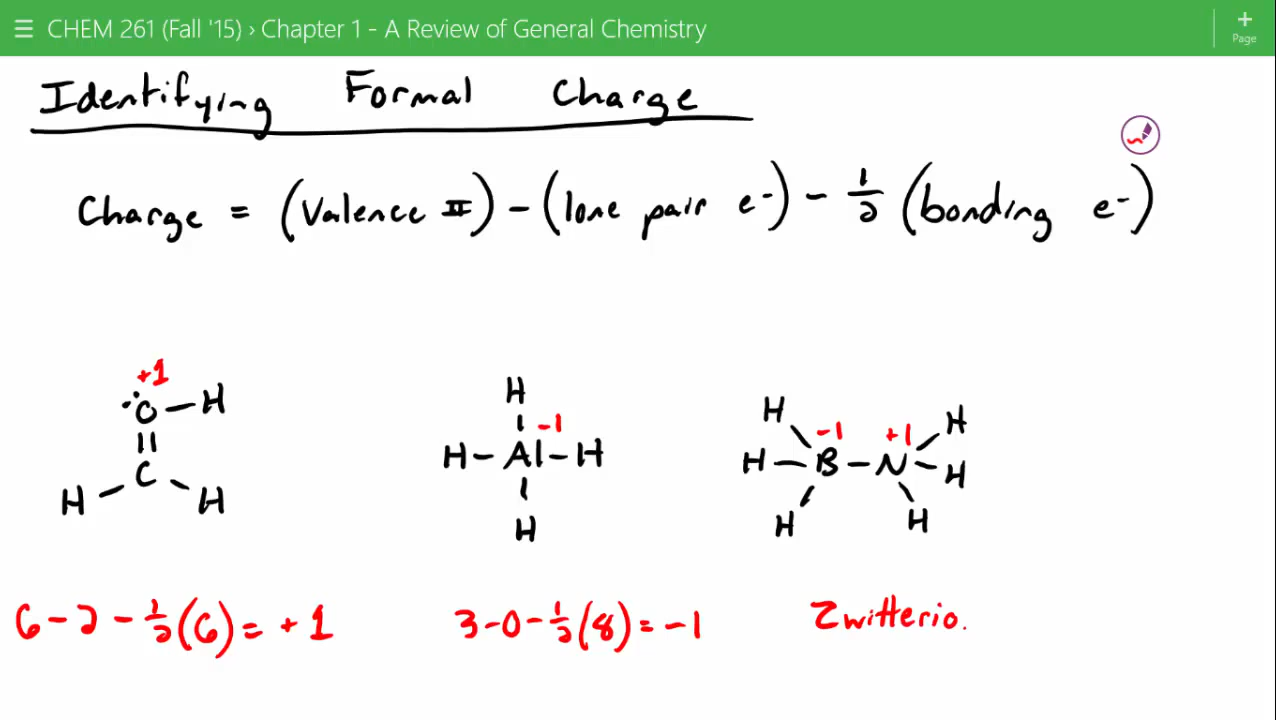 ☰ CHEM 261 (Fall '15) › Chapter 1 - A Review of General Chemistry
+
Page
Identifying Formal Charge
Charge = (Valence #) - (lone pair e-) - 1/2 (bonding e-)
+1
:O - H
||
C
H H
H
-1
H - Al - H
H
H H
-1 +1
H - B - N - H
H H
6 - 2 - 1/2(6) = +1
3 - 0 - 1/2(8) = -1
Zwitterio.